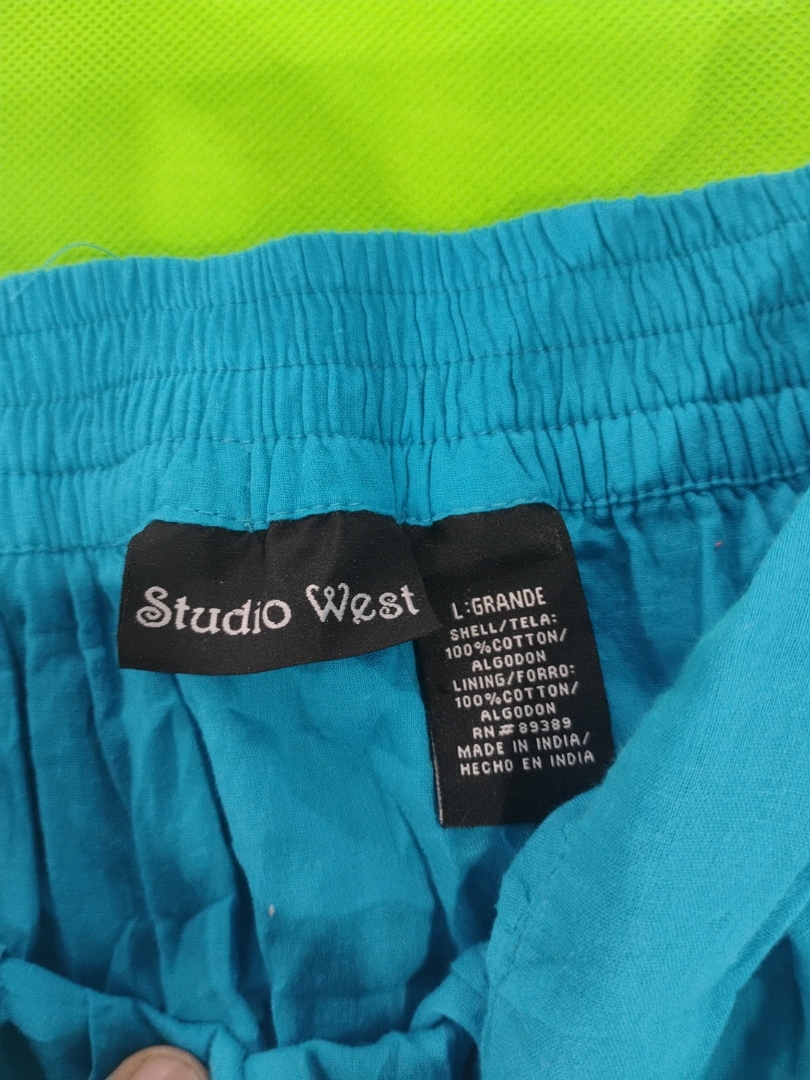 Studio West
L:GRANDE
SHELL/TELA:
100%COTTON/
ALGODON
LINING/FORRO:
100%COTTON/
ALGODON
RN#89389
MADE IN INDIA/
HECHO EN INDIA